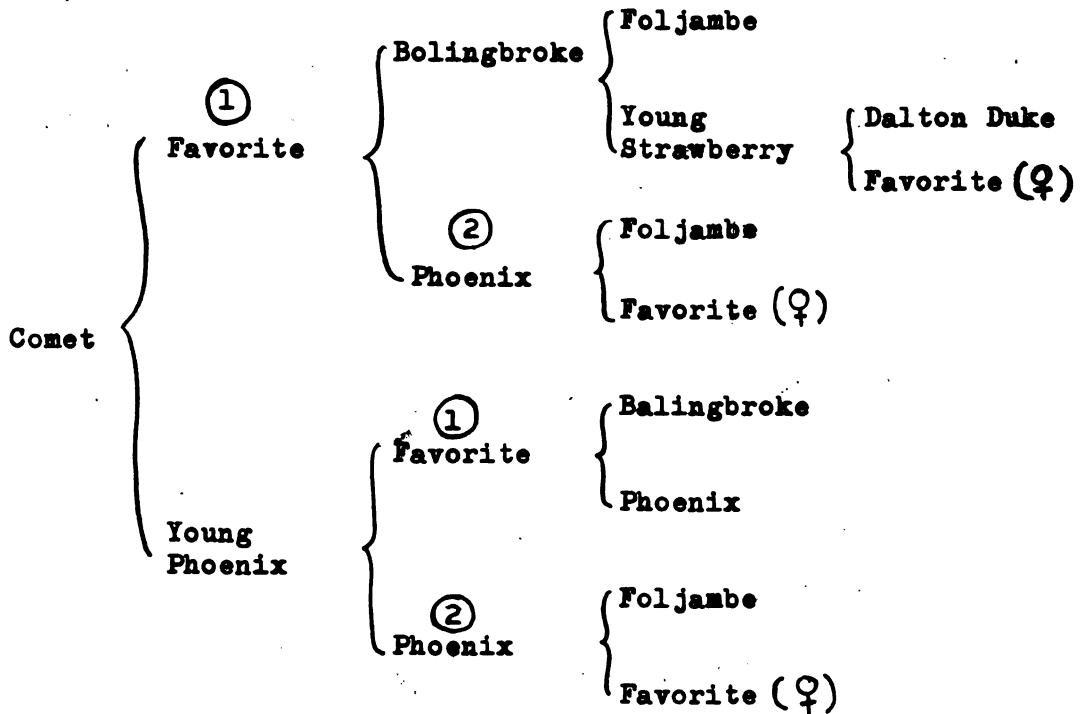 Foljambe
Bolingbroke
①
Young
Strawberry
Dalton Duke
Favorite
Favorite (♀)
②
Phoenix
Foljambe
Favorite (♀)
Comet
①
Favorite
Balingbroke
Phoenix
Young
Phoenix
②
Phoenix
Foljambe
Favorite (♀)